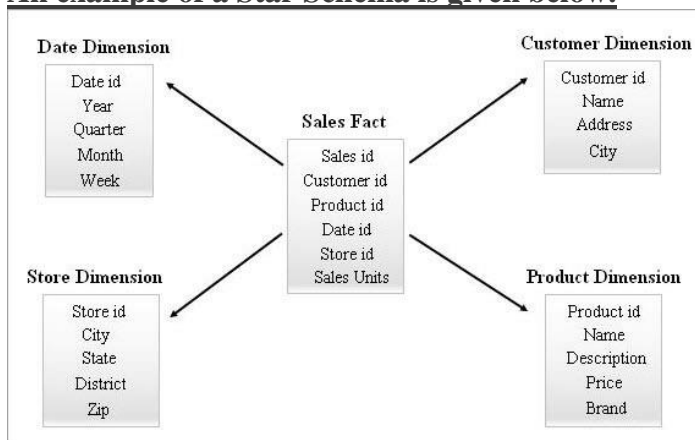 An example of a Star Schema is given below:
Date Dimension
Date id
Year
Quarter
Month
Week
Customer Dimension
Customer id
Name
Address
City
Sales Fact
Sales id
Customer id
Product id
Date id
Store id
Sales Units
Store Dimension
Store id
City
State
District
Zip
Product Dimension
Product id
Name
Description
Price
Brand